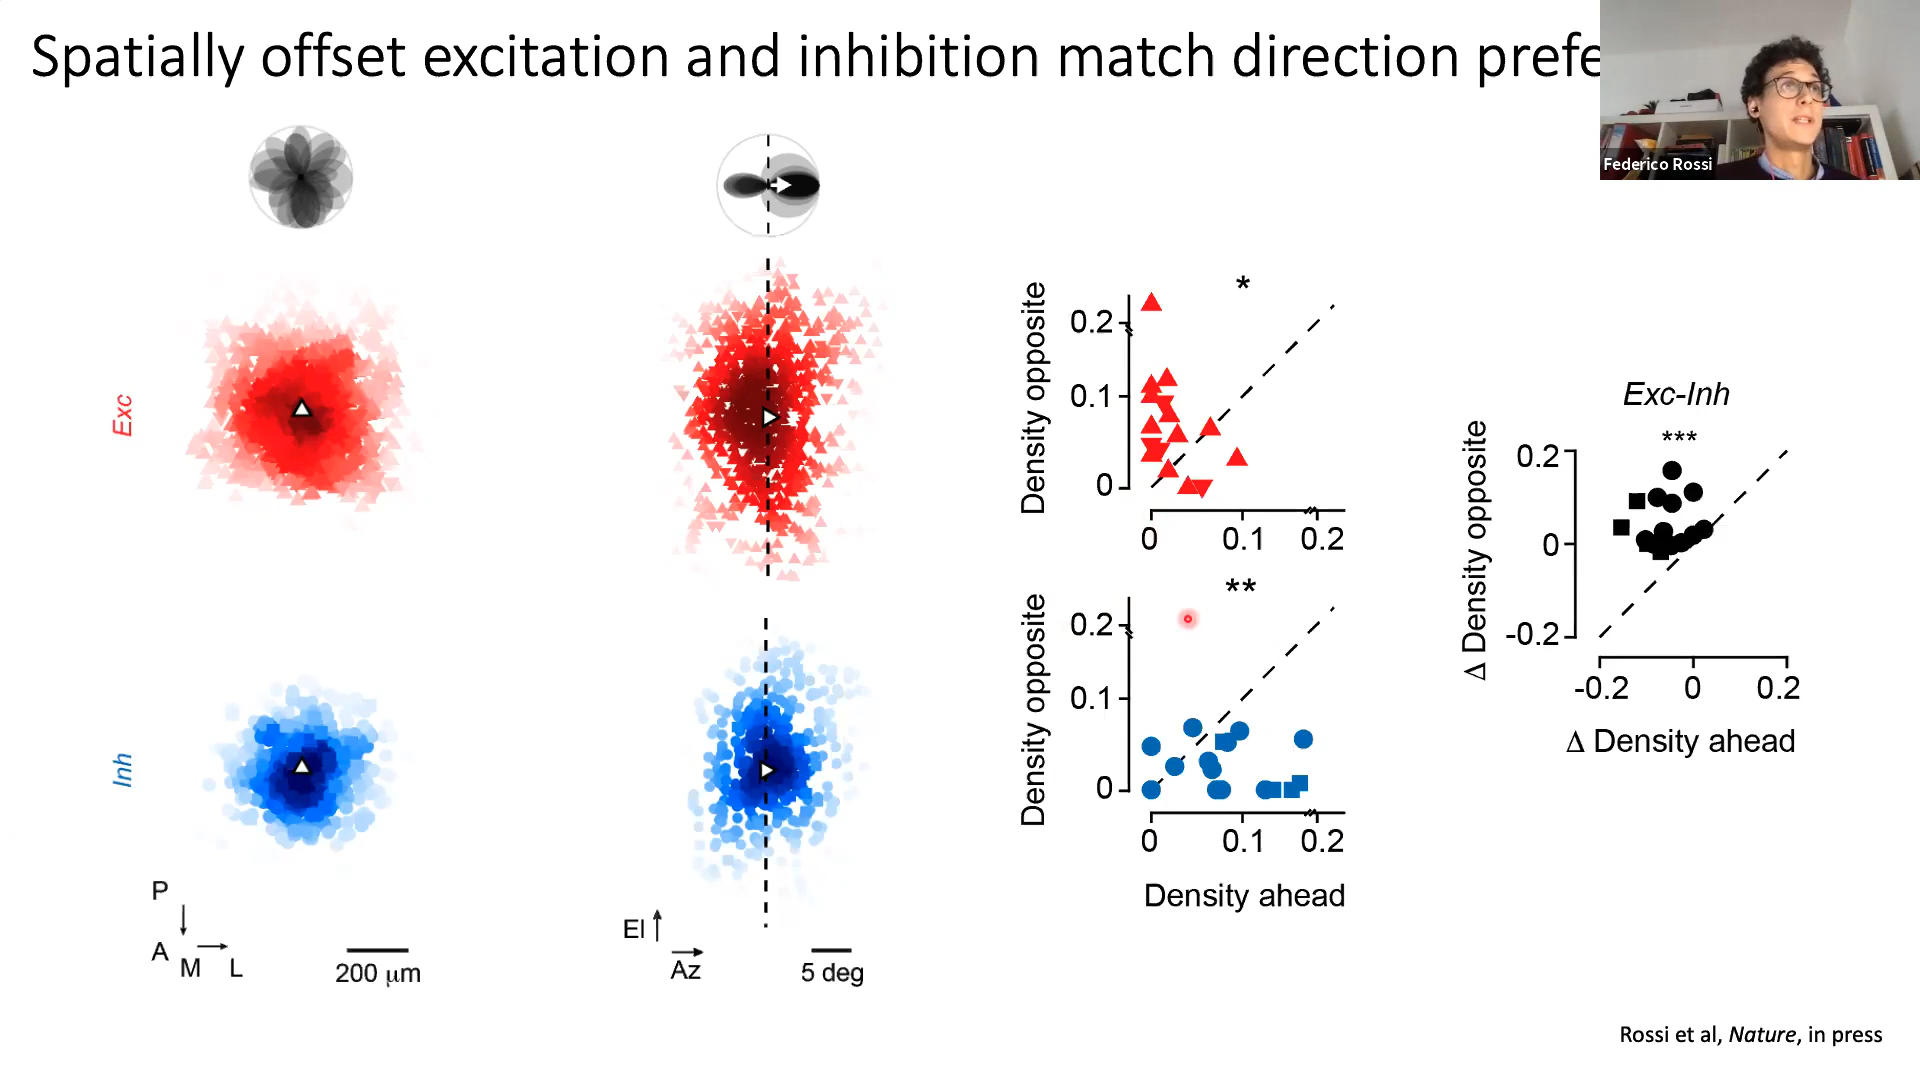 Spatially offset excitation and inhibition match direction
Federico Rossi
Exc
Inh
P
A
M
L
200 µm
El
Az
5 deg
*
Density opposite
0.2
0.1
0
0
0.1
0.2
**
Density opposite
0.2
0.1
0
0
0.1
0.2
Density ahead
Exc-Inh
***
Δ Density opposite
0.2
0
-0.2
-0.2
0
0.2
Δ Density ahead
Rossi et al, Nature, in press